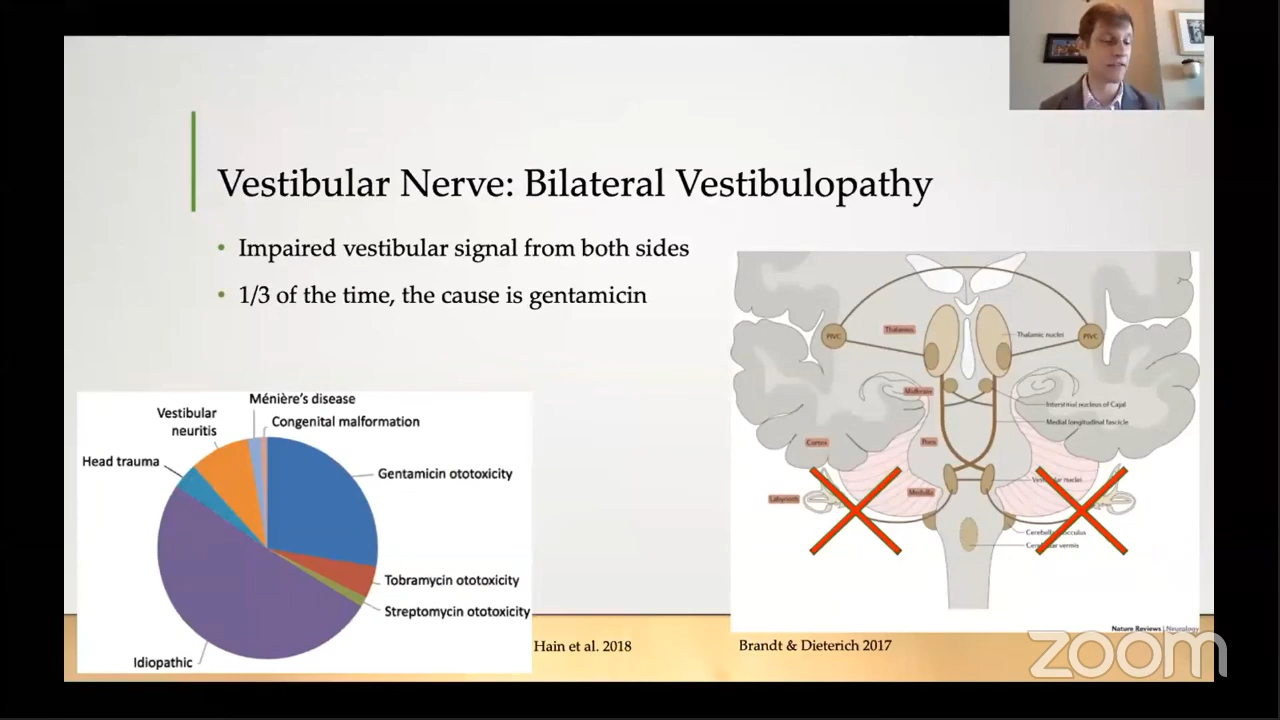 Vestibular Nerve: Bilateral Vestibulopathy
• Impaired vestibular signal from both sides
• 1/3 of the time, the cause is gentamicin
Ménière's disease
Vestibular
neuritis
Congenital malformation
Head trauma
Gentamicin ototoxicity
Tobramycin ototoxicity
Streptomycin ototoxicity
Idiopathic
Hain et al. 2018
PIVC
Thalamus
Thalamic nuclei
PIVC
Midbrain
Interstitial nucleus of Cajal
Medial longitudinal fascicle
Cortex
Pons
Vestibular nuclei
Medulla
Labyrinth
Cerebellar flocculus
Cerebellar vermis
Nature Reviews | Neurology
Brandt & Dieterich 2017
zoom